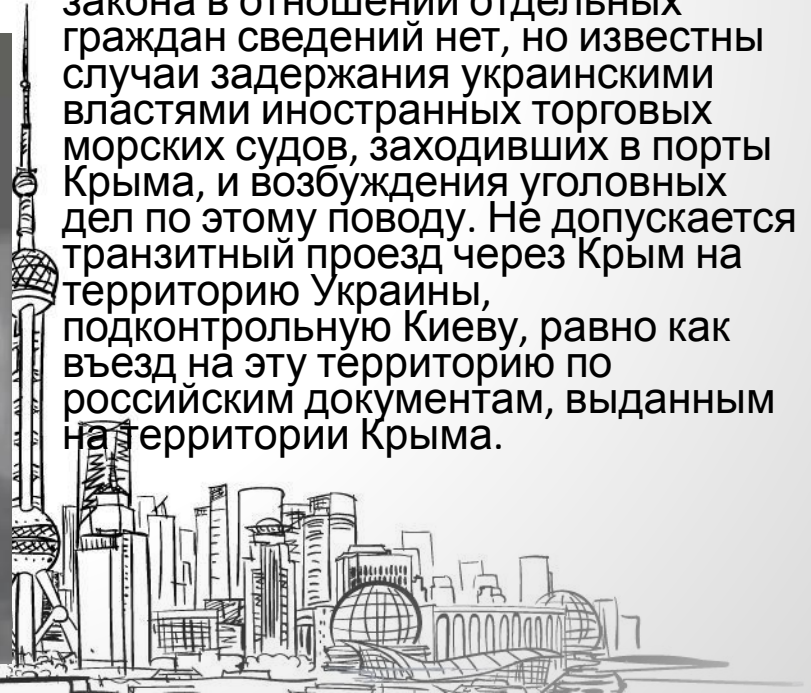 закона в отношении отдельных
граждан сведений нет, но известны
случаи задержания украинскими
властями иностранных торговых
морских судов, заходивших в порты
Крыма, и возбуждения уголовных
дел по этому поводу. Не допускается
транзитный проезд через Крым на
территорию Украины,
подконтрольную Киеву, равно как
въезд на эту территорию по
российским документам, выданным
на территории Крыма.